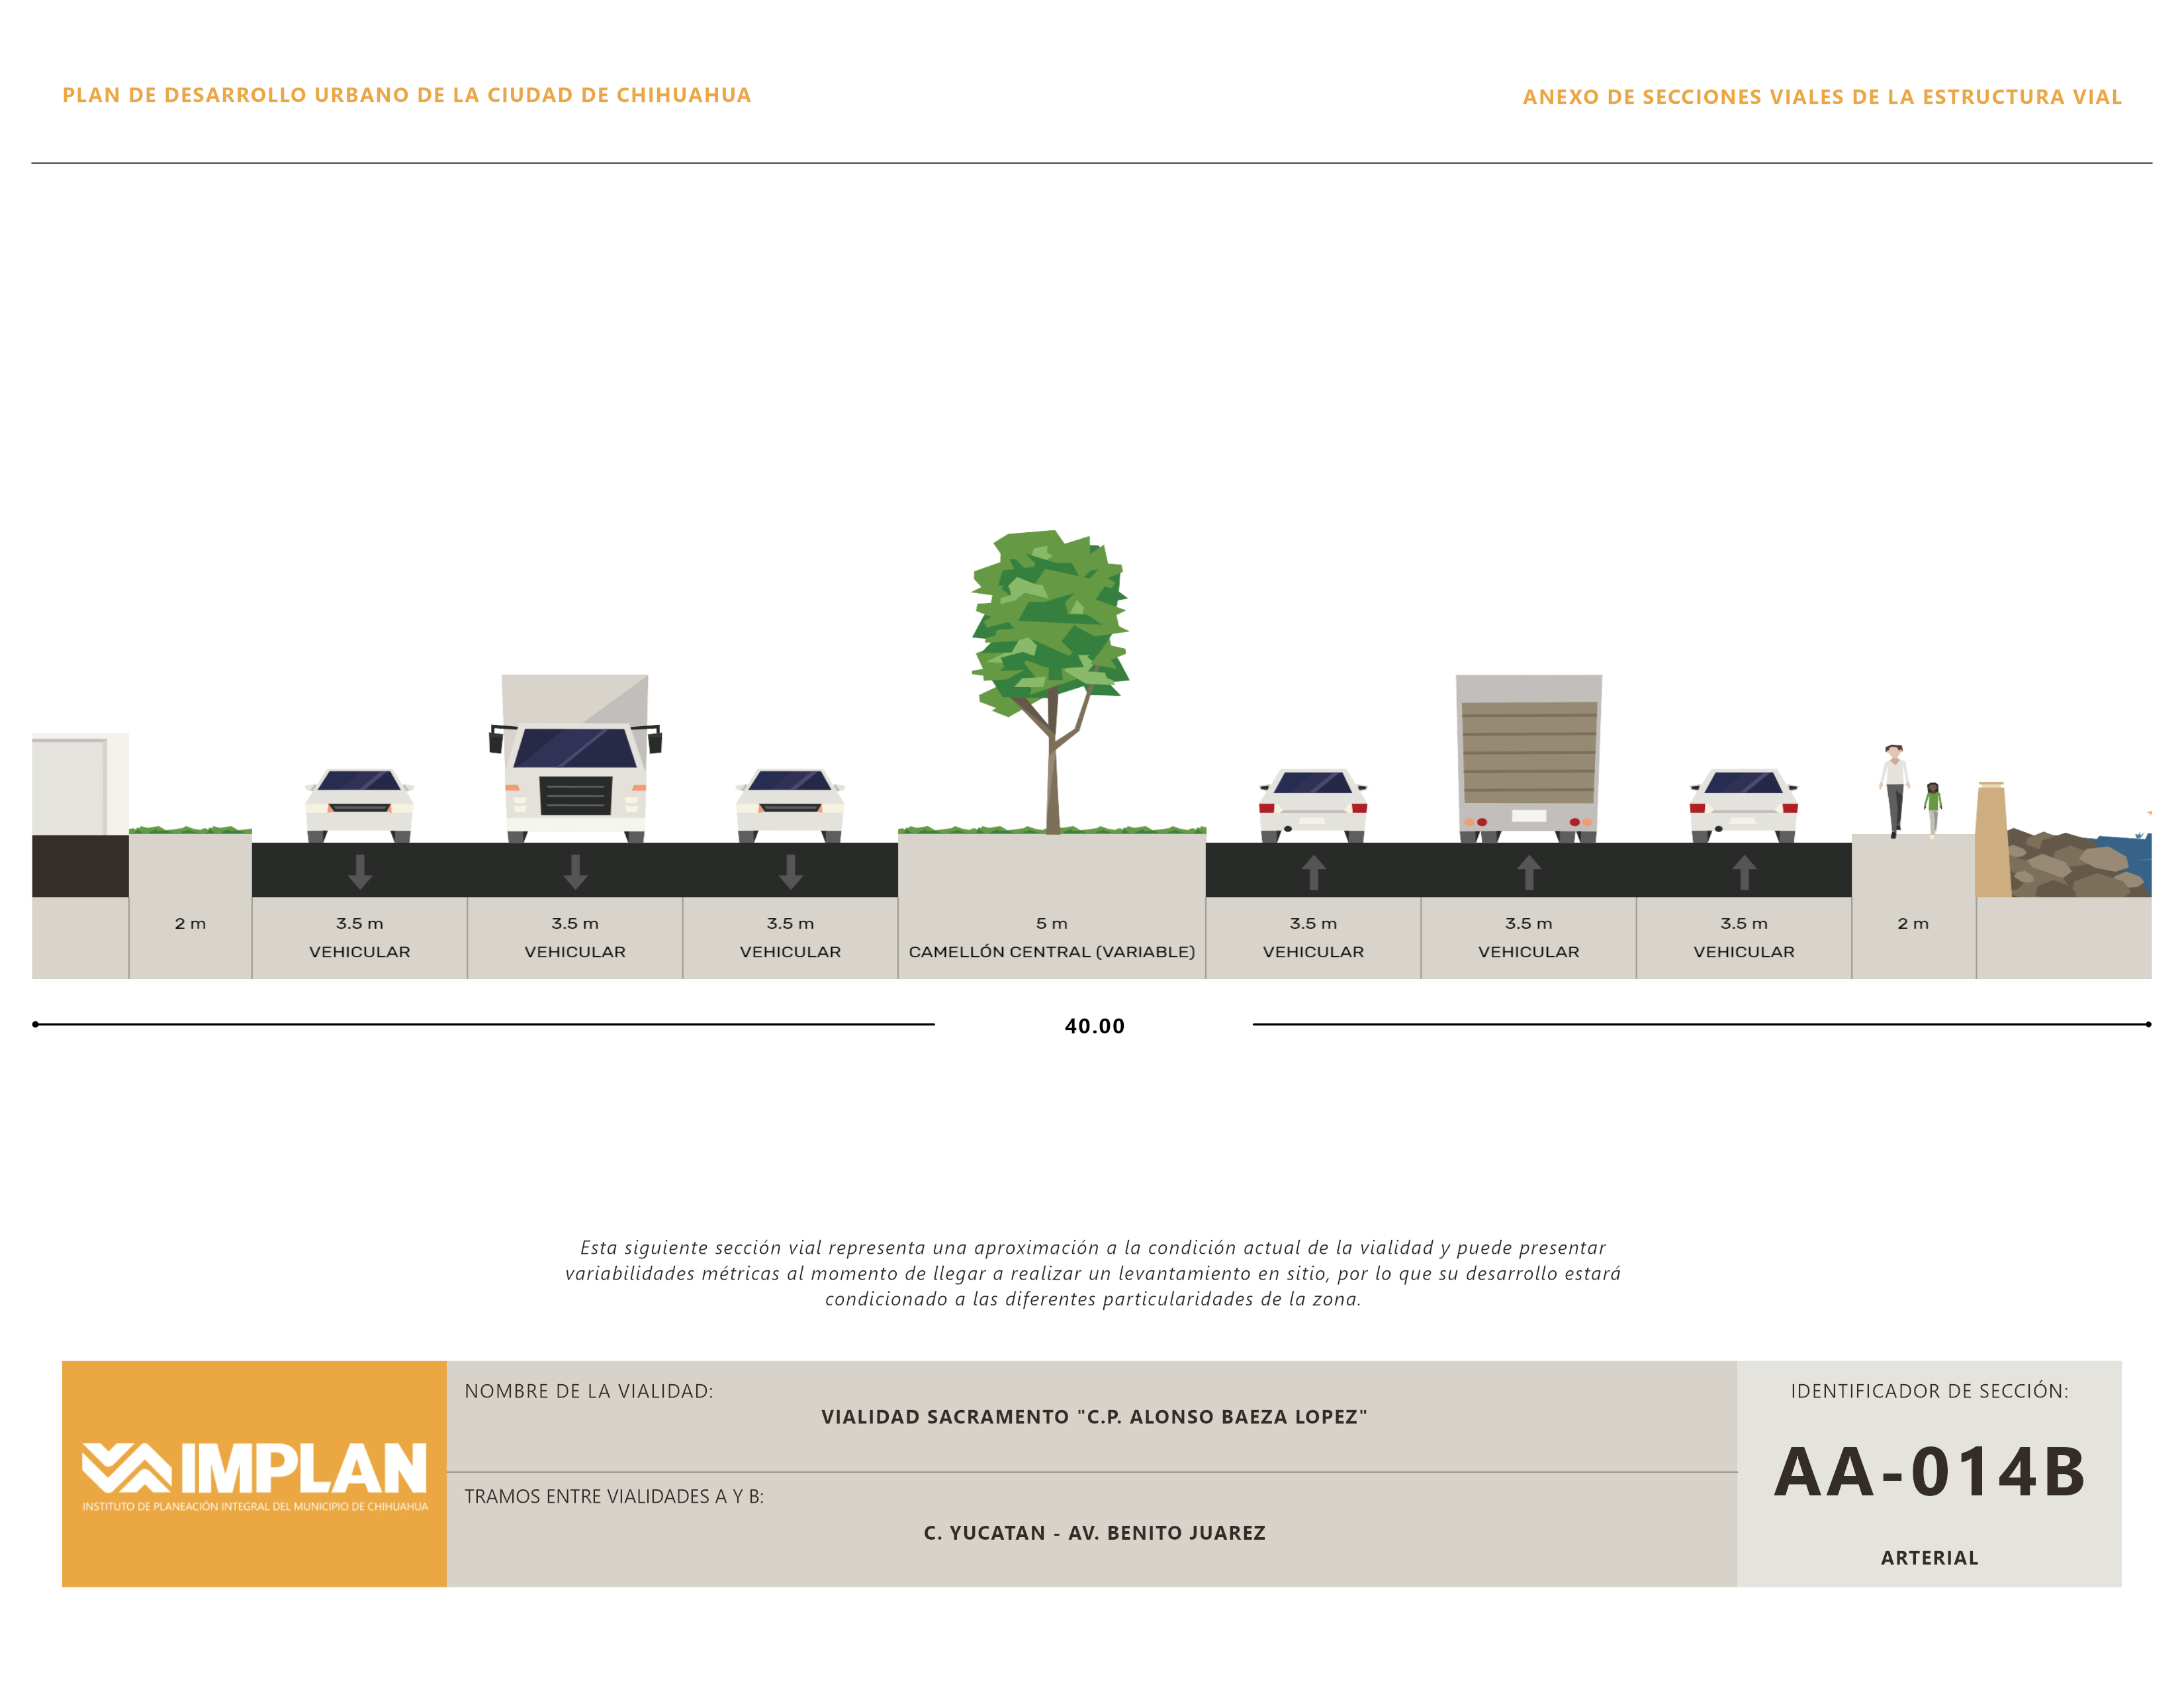 PLAN DE DESARROLLO URBANO DE LA CIUDAD DE CHIHUAHUA
ANEXO DE SECCIONES VIALES DE LA ESTRUCTURA VIAL
2 m
3.5 m
VEHICULAR
3.5 m
VEHICULAR
3.5 m
VEHICULAR
5 m
CAMELLÓN CENTRAL (VARIABLE)
3.5 m
VEHICULAR
3.5 m
VEHICULAR
3.5 m
VEHICULAR
2 m
40.00
Esta siguiente sección vial representa una aproximación a la condición actual de la vialidad y puede presentar
variabilidades métricas al momento de llegar a realizar un levantamiento en sitio, por lo que su desarrollo estará
condicionado a las diferentes particularidades de la zona.
IMPLAN
INSTITUTO DE PLANEACIÓN INTEGRAL DEL MUNICIPIO DE CHIHUAHUA
NOMBRE DE LA VIALIDAD:
VIALIDAD SACRAMENTO "C.P. ALONSO BAEZA LOPEZ"
TRAMOS ENTRE VIALIDADES A Y B:
C. YUCATAN - AV. BENITO JUAREZ
IDENTIFICADOR DE SECCIÓN:
AA-014B
ARTERIAL